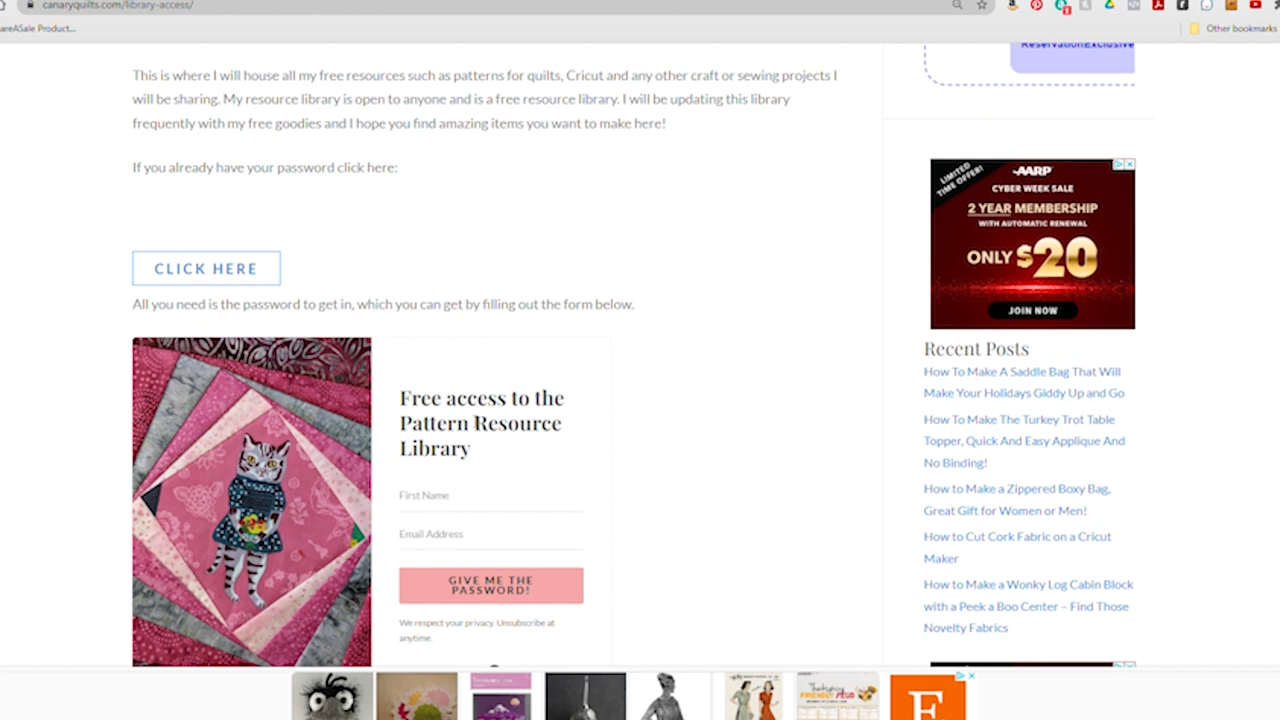 canaryquilts.com/library-access/
areASale Product...
Other bookmarks
ReservationExclusive
This is where I will house all my free resources such as patterns for quilts, Cricut and any other craft or sewing projects I
will be sharing. My resource library is open to anyone and is a free resource library. I will be updating this library
frequently with my free goodies and I hope you find amazing items you want to make here!
If you already have your password click here:
CLICK HERE
All you need is the password to get in, which you can get by filling out the form below.
Free access to the
Pattern Resource
Library
First Name
Email Address
GIVE ME THE
PASSWORD!
We respect your privacy. Unsubscribe at
anytime.
LIMITED
TIME OFFER!
AARP
CYBER WEEK SALE
2 YEAR MEMBERSHIP
WITH AUTOMATIC RENEWAL
ONLY $20
JOIN NOW
Recent Posts
How To Make A Saddle Bag That Will
Make Your Holidays Giddy Up and Go
How To Make The Turkey Trot Table
Topper, Quick And Easy Applique And
No Binding!
How to Make a Zippered Boxy Bag,
Great Gift for Women or Men!
How to Cut Cork Fabric on a Cricut
Maker
How to Make a Wonky Log Cabin Block
with a Peek a Boo Center – Find Those
Novelty Fabrics
Thanksgiving
FRIENDLY FEUD
E